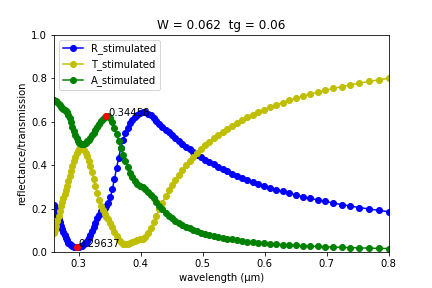 W = 0.062  tg = 0.06
R_stimulated
T_stimulated
A_stimulated
reflectance/transmission
1.0
0.8
0.6
0.4
0.2
0.0
0.29637
0.3
0.4
0.5
0.6
0.7
0.8
wavelength (μm)